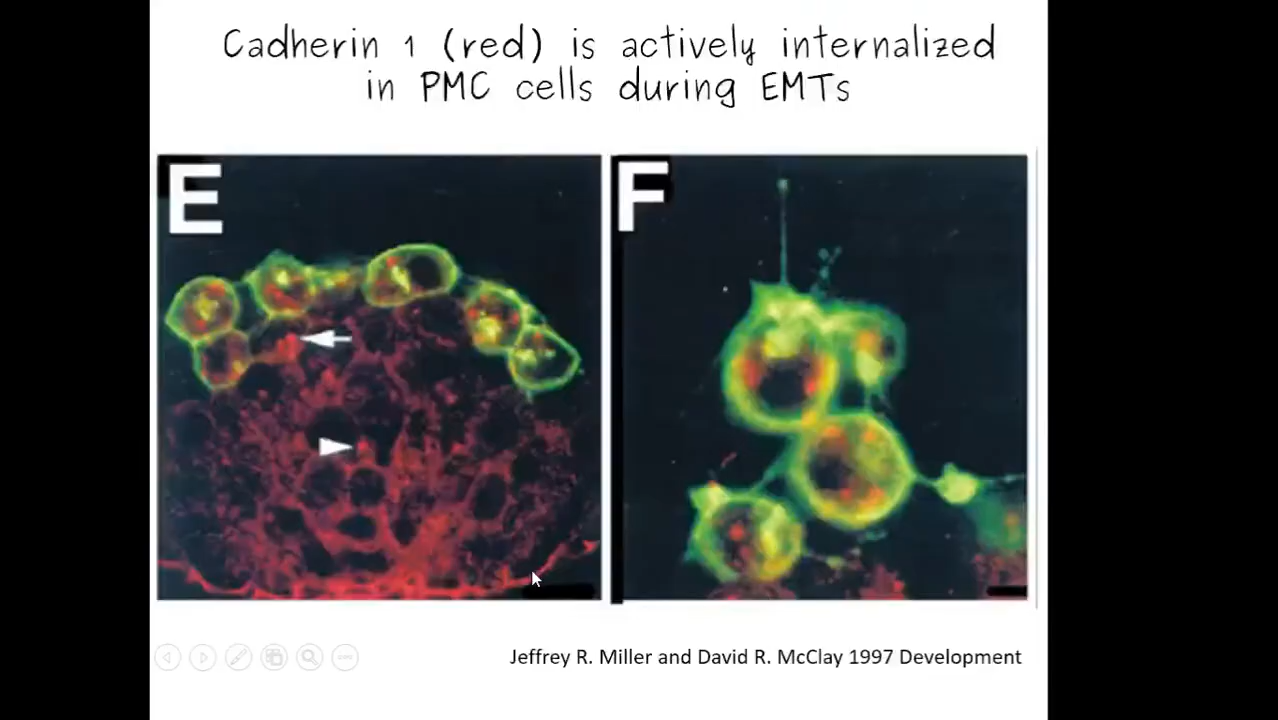 Cadherin 1 (red) is actively internalized
in PMC cells during EMTs
E
F
Jeffrey R. Miller and David R. McClay 1997 Development